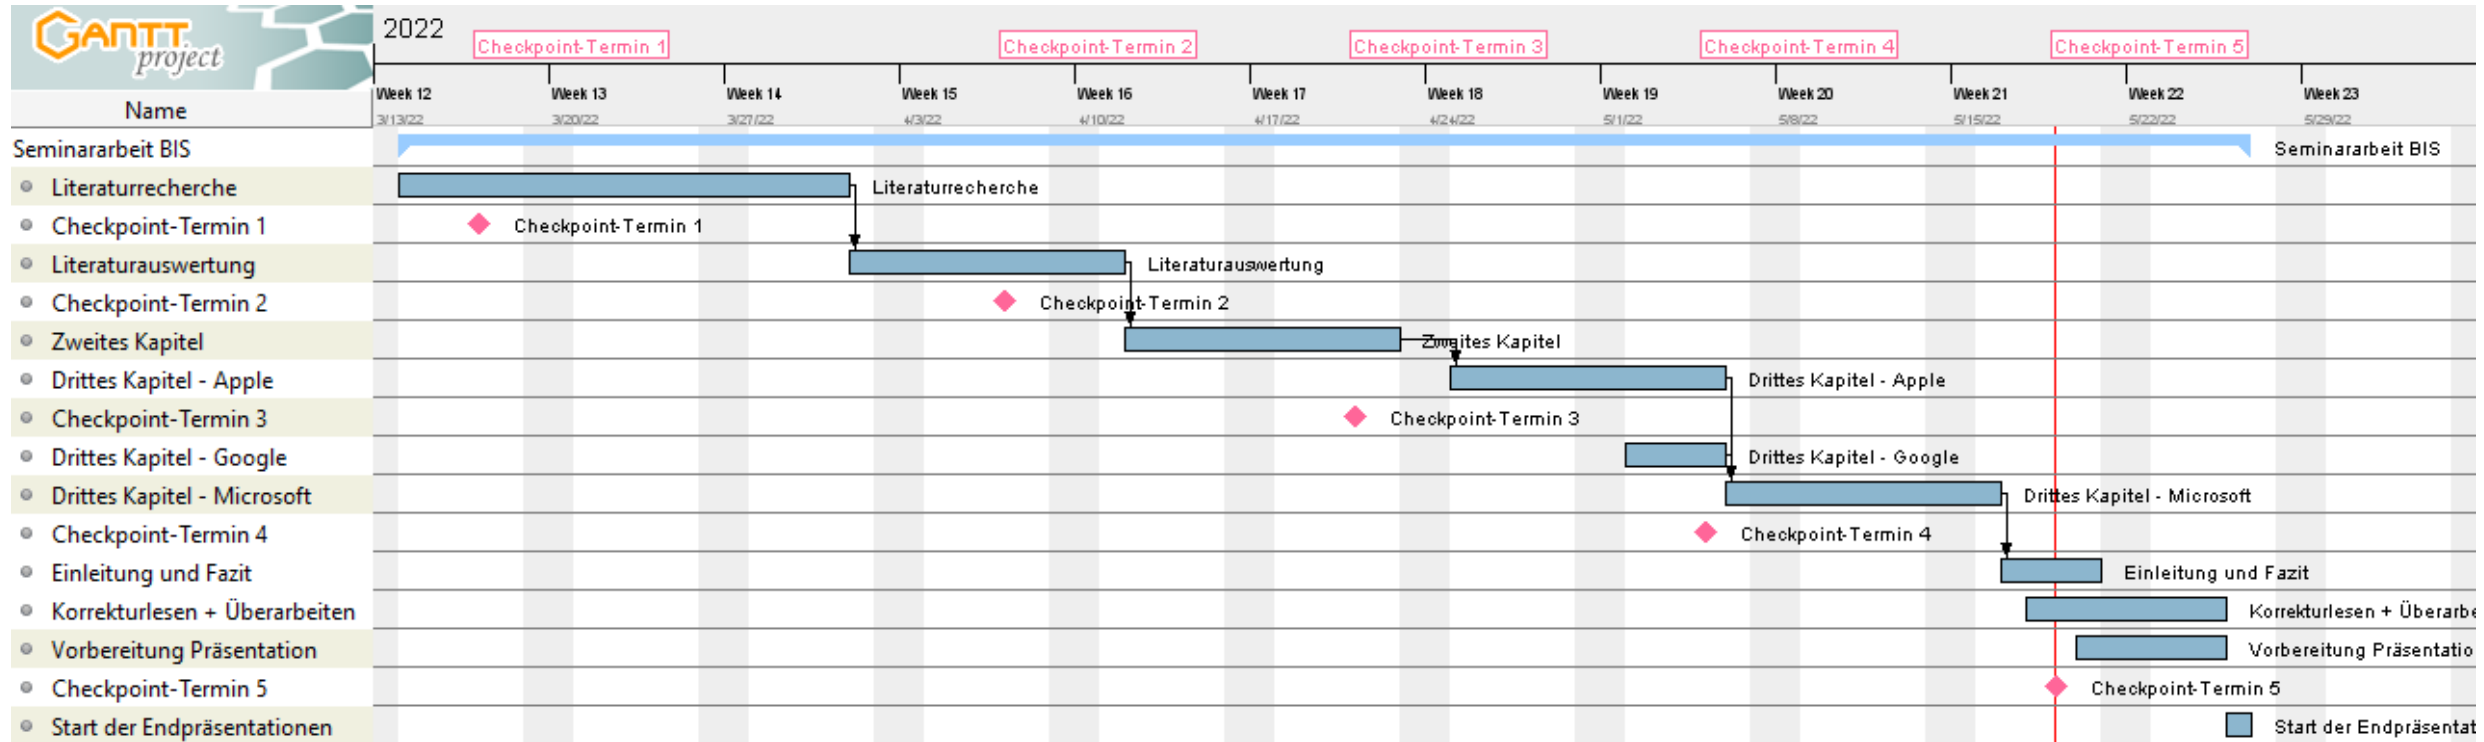 GANTT
project
2022
Checkpoint-Termin 1
Checkpoint-Termin 2
Checkpoint-Termin 3
Checkpoint-Termin 4
Checkpoint-Termin 5
Name
Week 12
Week 13
Week 14
Week 15
Week 16
Week 17
Week 18
Week 19
Week 20
Week 21
Week 22
Week 23
3/13/22
3/20/22
3/27/22
4/3/22
4/10/22
4/17/22
4/24/22
5/1/22
5/8/22
5/15/22
5/22/22
5/29/22
Seminararbeit BIS
Seminararbeit BIS
Literaturrecherche
Literaturrecherche
Checkpoint-Termin 1
Checkpoint-Termin 1
Literaturauswertung
Literaturauswertung
Checkpoint-Termin 2
Checkpoint-Termin 2
Zweites Kapitel
Zweites Kapitel
Drittes Kapitel - Apple
Drittes Kapitel - Apple
Checkpoint-Termin 3
Checkpoint-Termin 3
Drittes Kapitel - Google
Drittes Kapitel - Google
Drittes Kapitel - Microsoft
Drittes Kapitel - Microsoft
Checkpoint-Termin 4
Checkpoint-Termin 4
Einleitung und Fazit
Einleitung und Fazit
Korrekturlesen + Überarbeiten
Korrekturlesen + Überarbe
Vorbereitung Präsentation
Vorbereitung Präsentatio
Checkpoint-Termin 5
Checkpoint-Termin 5
Start der Endpräsentationen
Start der Endpräsentat